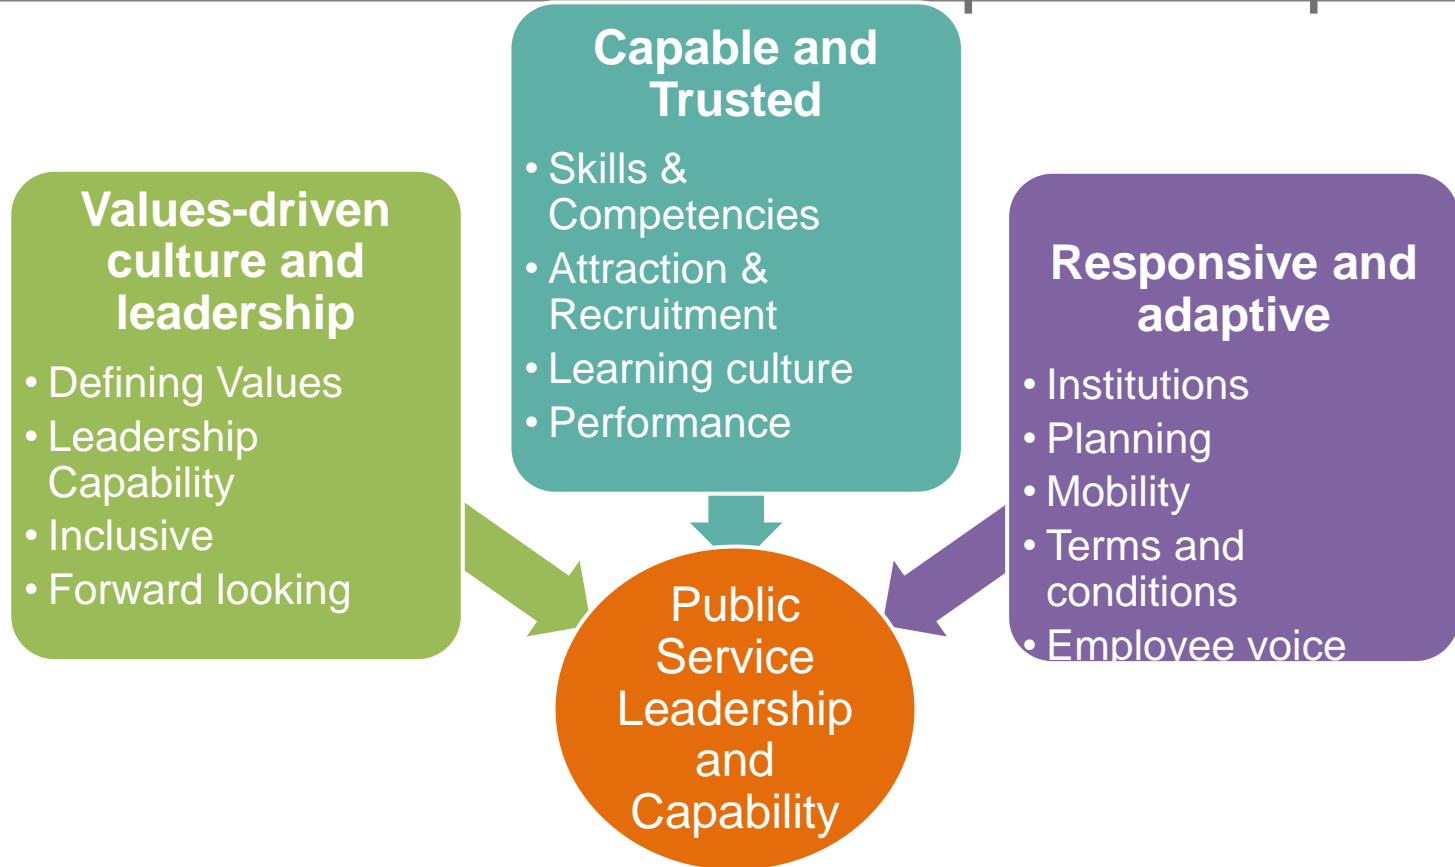 Values-driven
culture and
leadership
• Defining Values
• Leadership
Capability
• Inclusive
• Forward looking
Capable and
Trusted
• Skills &
Competencies
• Attraction &
Recruitment
• Learning culture
• Performance
Responsive and
adaptive
• Institutions
• Planning
• Mobility
• Terms and
conditions
• Employee voice
Public
Service
Leadership
and
Capability